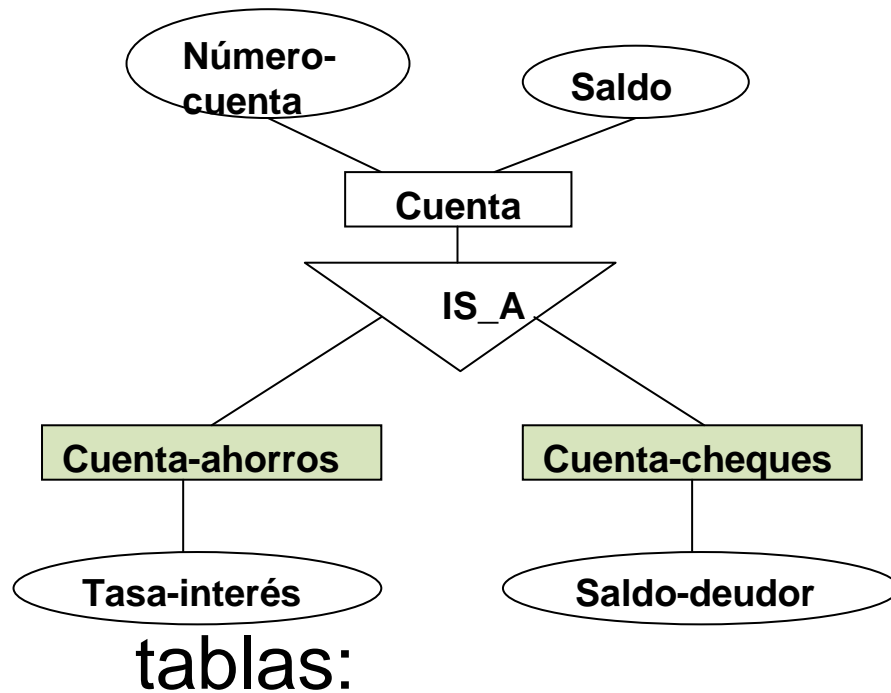 Número-
cuenta
Saldo
Cuenta
IS_A
Cuenta-ahorros
Cuenta-cheques
Tasa-interés
Saldo-deudor
tablas: